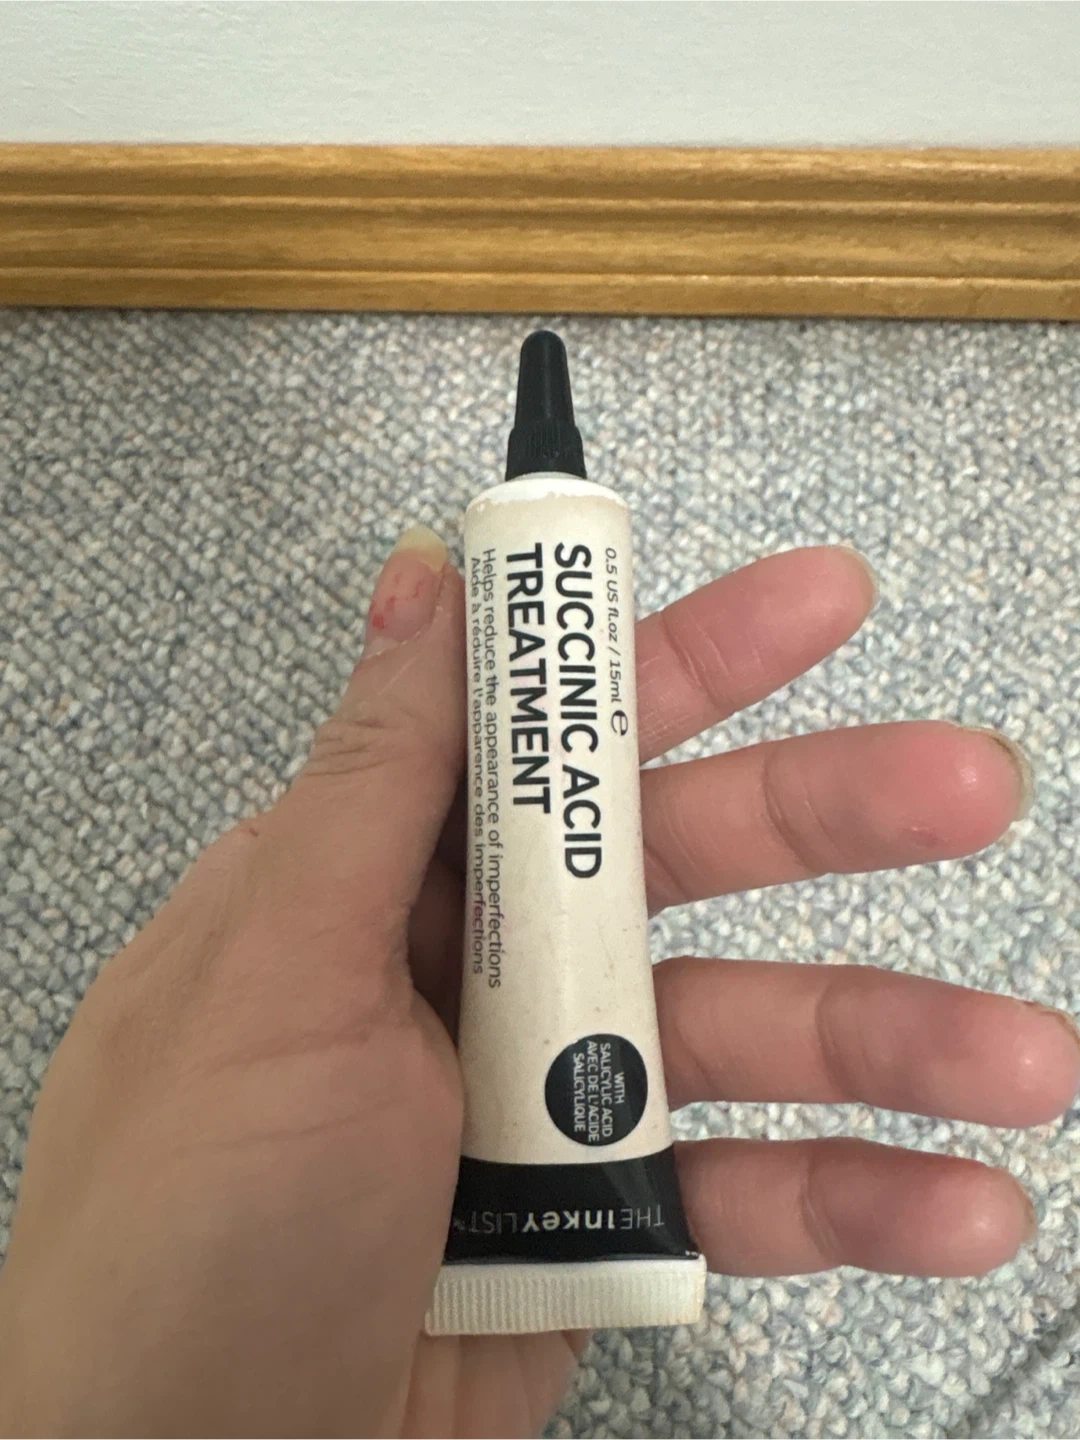 0.5 US fl.oz / 15ml ℮
SUCCINIC ACID
TREATMENT
Helps reduce the appearance of imperfections
Aide à réduire l'apparence des imperfections
WITH
SALICYLIC ACID
AVEC DE L'ACIDE
SALICYLIQUE
THE INKEY LIST™